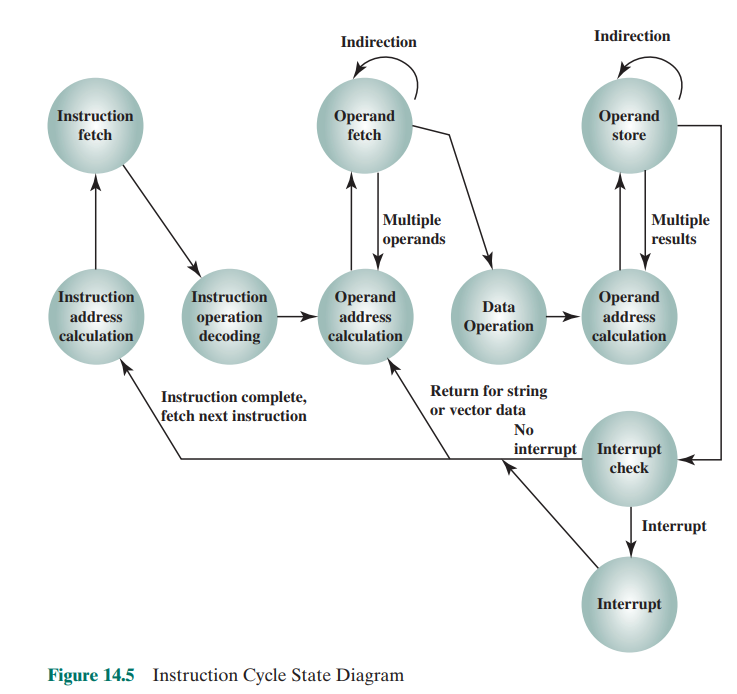 Indirection
Indirection
Instruction
fetch
Operand
fetch
Operand
store
Multiple
operands
Multiple
results
Instruction
address
calculation
Instruction
operation
decoding
Operand
address
calculation
Data
Operation
Operand
address
calculation
Instruction complete,
fetch next instruction
Return for string
or vector data
No
interrupt
Interrupt
check
Interrupt
Interrupt
Figure 14.5 Instruction Cycle State Diagram